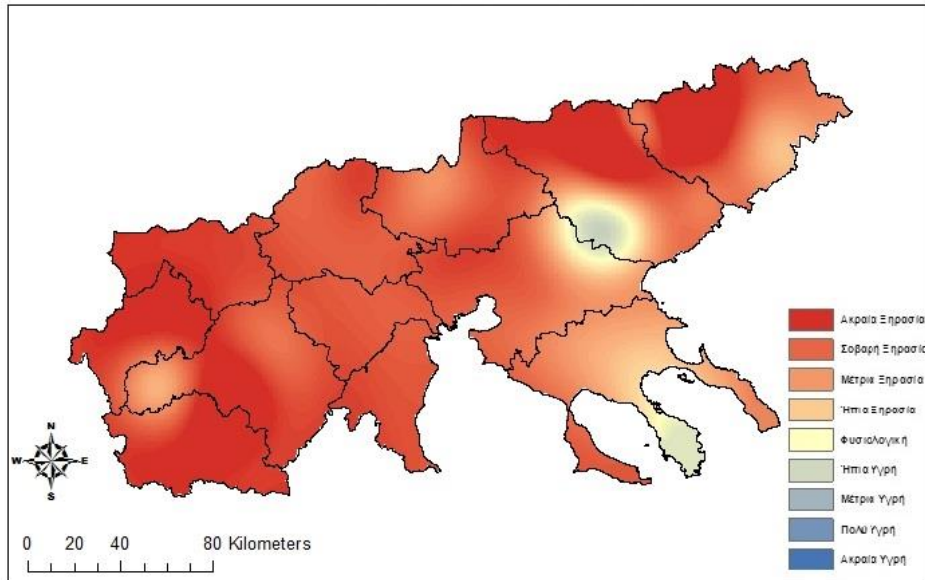 Ακραία Ξηρασία
Σοβαρή Ξηρασία
Μέτρια Ξηρασία
Ήπια Ξηρασία
Φυσιολογική
Ήπια Υγρή
Μέτρια Υγρή
Πολύ Υγρή
Ακραία Υγρή
N
W E
S
0 20 40 80 Kilometers